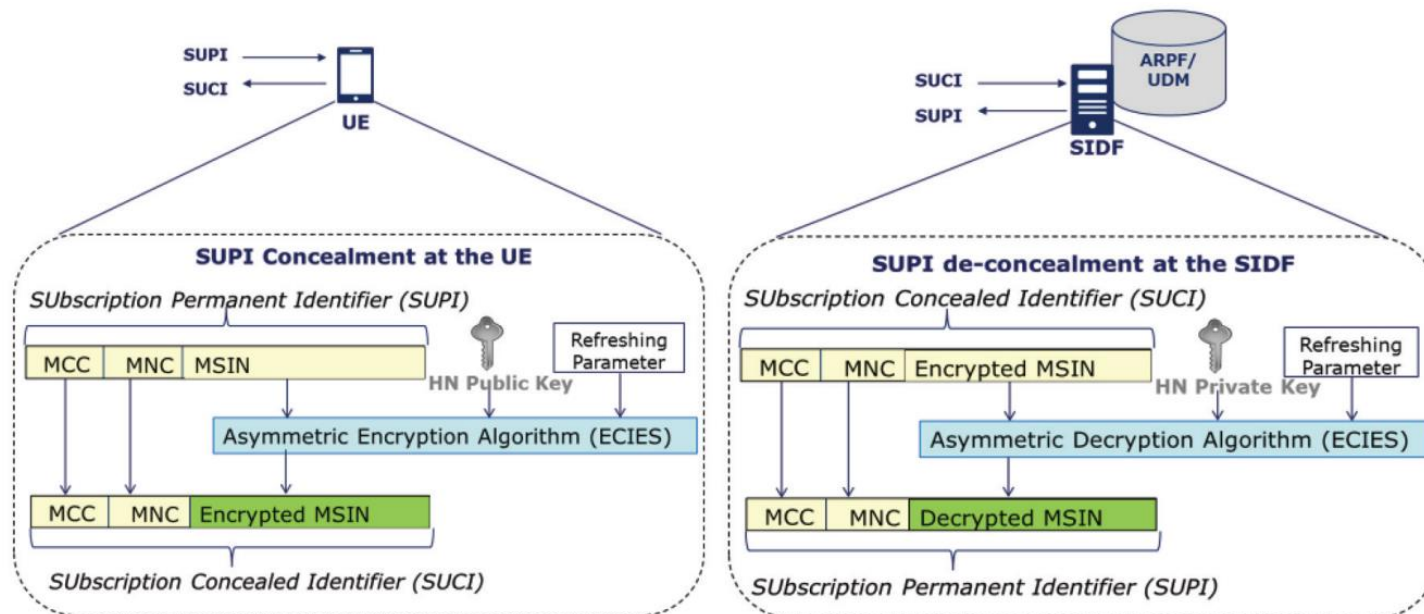 SUPI
SUCI
UE
SUPI Concealment at the UE
SUbscription Permanent Identifier (SUPI)
MCC MNC MSIN
HN Public Key
Refreshing
Parameter
Asymmetric Encryption Algorithm (ECIES)
MCC MNC Encrypted MSIN
SUbscription Concealed Identifier (SUCI)
ARPF/
UDM
SUCI
SUPI
SIDF
SUPI de-concealment at the SIDF
SUbscription Concealed Identifier (SUCI)
MCC MNC Encrypted MSIN
HN Private Key
Refreshing
Parameter
Asymmetric Decryption Algorithm (ECIES)
MCC MNC Decrypted MSIN
SUbscription Permanent Identifier (SUPI)